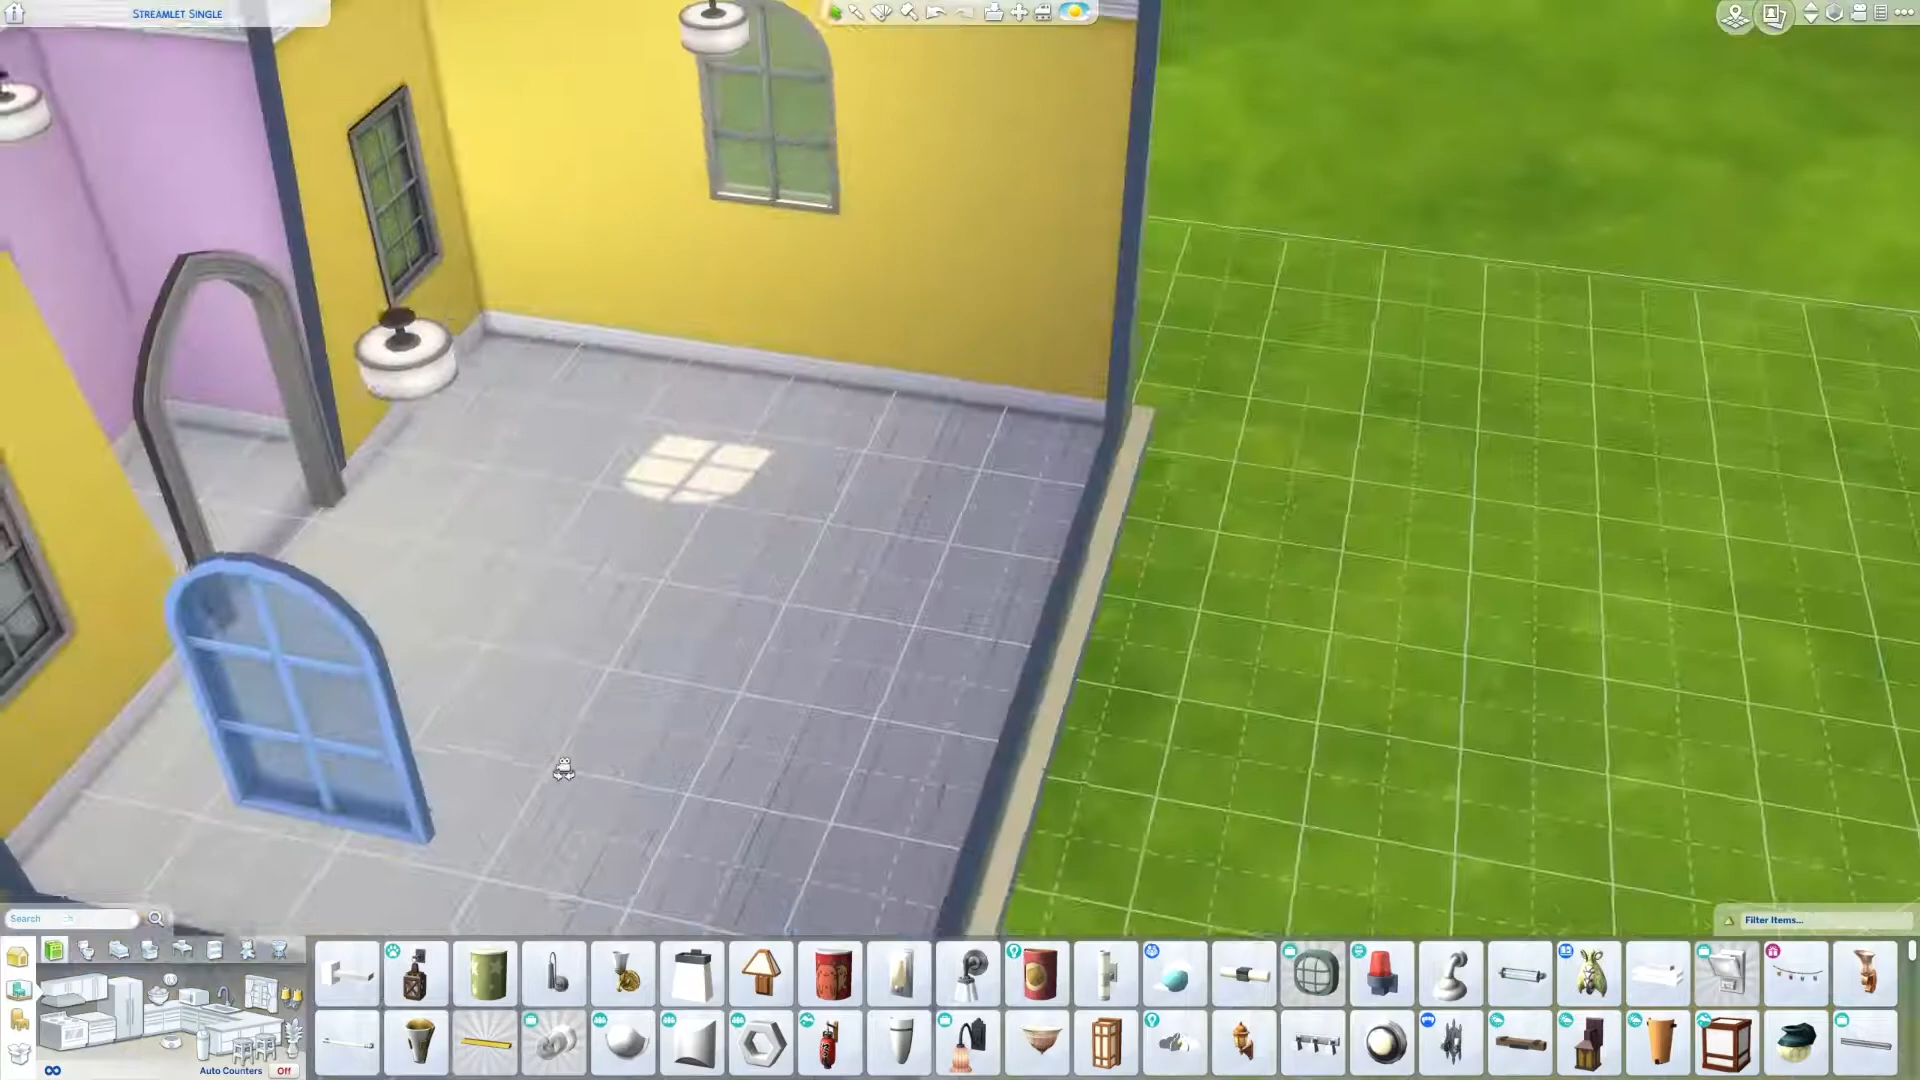 STREAMLET SINGLE
Search
Filter Items...
Auto Counters
Off